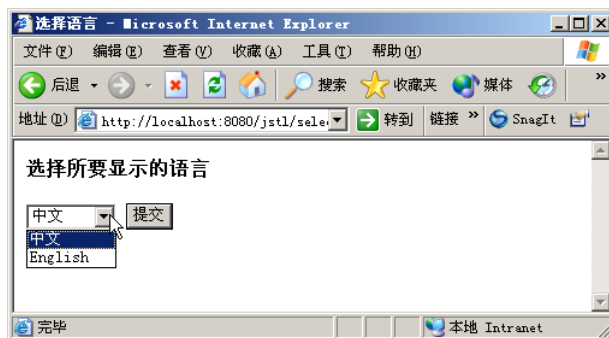 选择语言 - Microsoft Internet Explorer
文件(F) 编辑(E) 查看(V) 收藏(A) 工具(T) 帮助(H)
后退 搜索 收藏夹 媒体 »
地址(D) http://localhost:8080/jstl/sele 转到 链接 » SnagIt
选择所要显示的语言
中文 提交
中文
English
完毕 本地 Intranet